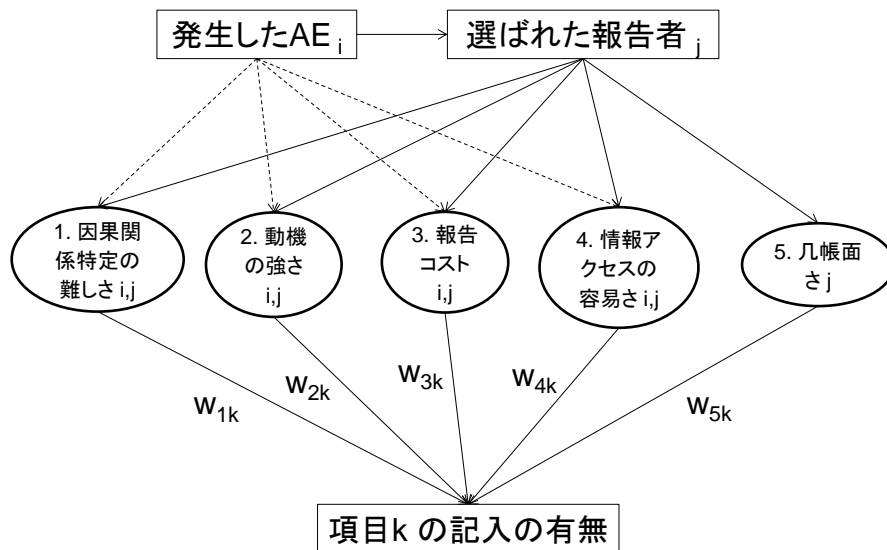 発生したAE i
選ばれた報告者 j
1. 因果関
係特定の
難しさ i,j
2. 動機
の強さ
i,j
3. 報告
コスト
i,j
4. 情報ア
クセスの
容易さ i,j
5. 几帳面
さ j
w1k
w2k
w3k
w4k
w5k
項目k の記入の有無